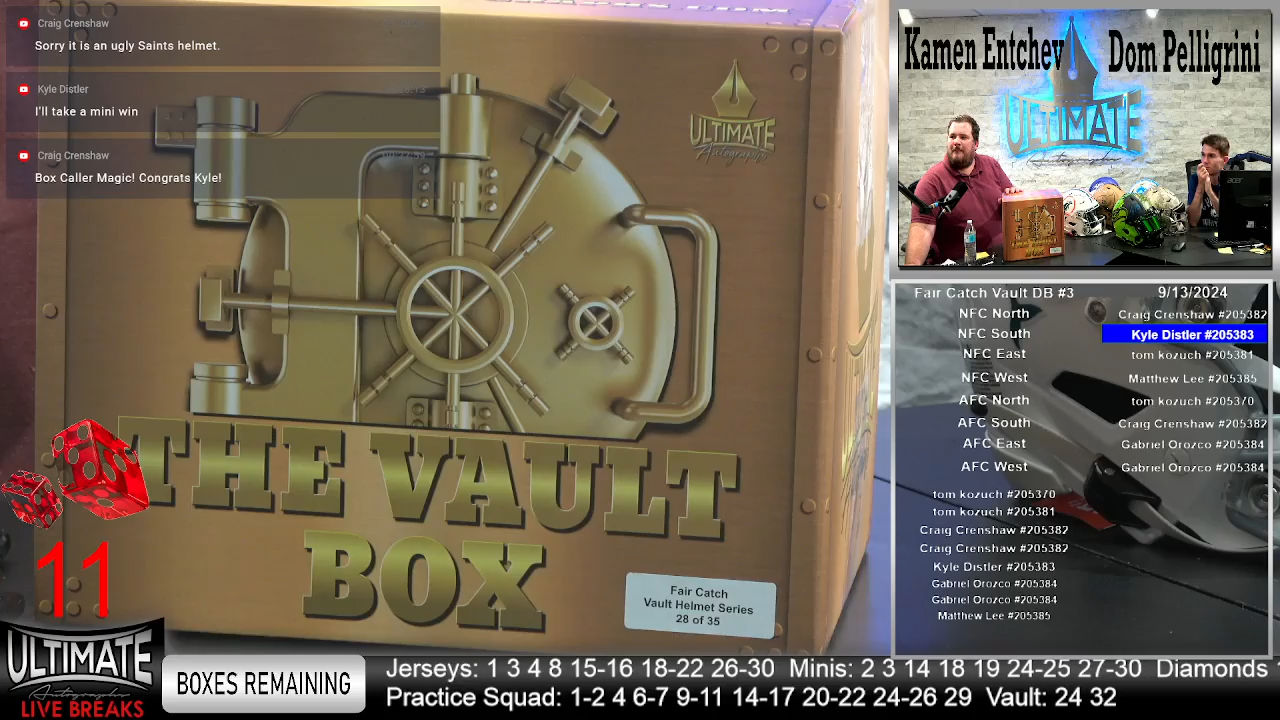 Craig Crenshaw
Sorry it is an ugly Saints helmet.
Kyle Distler
I'll take a mini win
Craig Crenshaw
Box Caller Magic! Congrats Kyle!
ULTIMATE
Autographs
THE VAULT
BOX
Fair Catch
Vault Helmet Series
28 of 35
11
ULTIMATE
Autographs
LIVE BREAKS
BOXES REMAINING
Jerseys: 1 3 4 8 15-16 18-22 26-30 Minis: 2 3 14 18 19 24-25 27-30 Diamonds
Practice Squad: 1-2 4 6-7 9-11 14-17 20-22 24-26 29 Vault: 24 32
Kamen Entchev Dom Pelligrini
ULTIMATE
Autographs
acer
Fair Catch Vault DB #3 9/13/2024
NFC North Craig Crenshaw #205382
NFC South Kyle Distler #205383
NFC East tom kozuch #205381
NFC West Matthew Lee #205385
AFC North tom kozuch #205370
AFC South Craig Crenshaw #205382
AFC East Gabriel Orozco #205384
AFC West Gabriel Orozco #205384
tom kozuch #205370
tom kozuch #205381
Craig Crenshaw #205382
Craig Crenshaw #205382
Kyle Distler #205383
Gabriel Orozco #205384
Gabriel Orozco #205384
Matthew Lee #205385